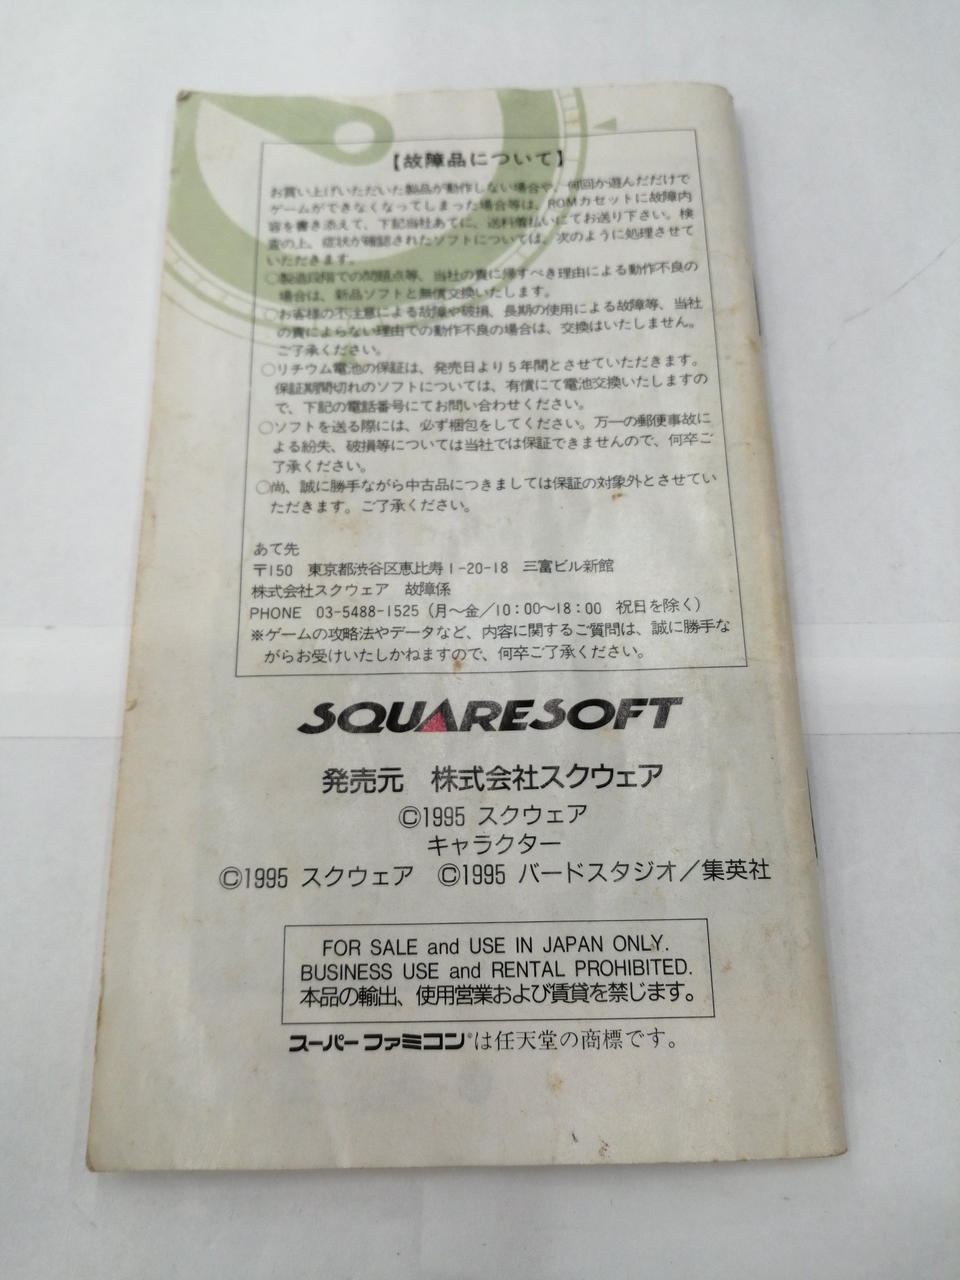 【故障品について】
お買い上げいただいた製品が動作しない場合や、何回か遊んだだけで
ゲームができなくなってしまった場合等は、ROMカセットに故障内
容を書き添えて、下記当社あてに、送料着払いにてお送り下さい。検
査の上、症状が確認されたソフトについては、次のように処理させて
いただきます。
○製造段階での問題点等、当社の責に帰すべき理由による動作不良の
場合は、新品ソフトと無償交換いたします。
○お客様の不注意による故障や破損、長期の使用による故障等、当社
の責によらない理由での動作不良の場合は、交換はいたしません。
ご了承ください。
○リチウム電池の保証は、発売日より5年間とさせていただきます。
保証期間切れのソフトについては、有償にて電池交換いたしますの
で、下記の電話番号にてお問い合わせください。
○ソフトを送る際には、必ず梱包をしてください。万一の郵便事故に
よる紛失、破損等については当社では保証できませんので、何卒ご
了承ください。
○尚、誠に勝手ながら中古品につきましては保証の対象外とさせてい
ただきます。ご了承ください。
あて先
〒150 東京都渋谷区恵比寿1-20-18 三富ビル新館
株式会社スクウェア 故障係
PHONE 03-5488-1525（月〜金／10:00〜18:00 祝日を除く）
※ゲームの攻略法やデータなど、内容に関するご質問は、誠に勝手な
がらお受けいたしかねますので、何卒ご了承ください。
SQUARESOFT
発売元 株式会社スクウェア
©1995 スクウェア
キャラクター
©1995 スクウェア ©1995 バードスタジオ／集英社
FOR SALE and USE IN JAPAN ONLY.
BUSINESS USE and RENTAL PROHIBITED.
本品の輸出、使用営業および賃貸を禁じます。
スーパーファミコン®は任天堂の商標です。